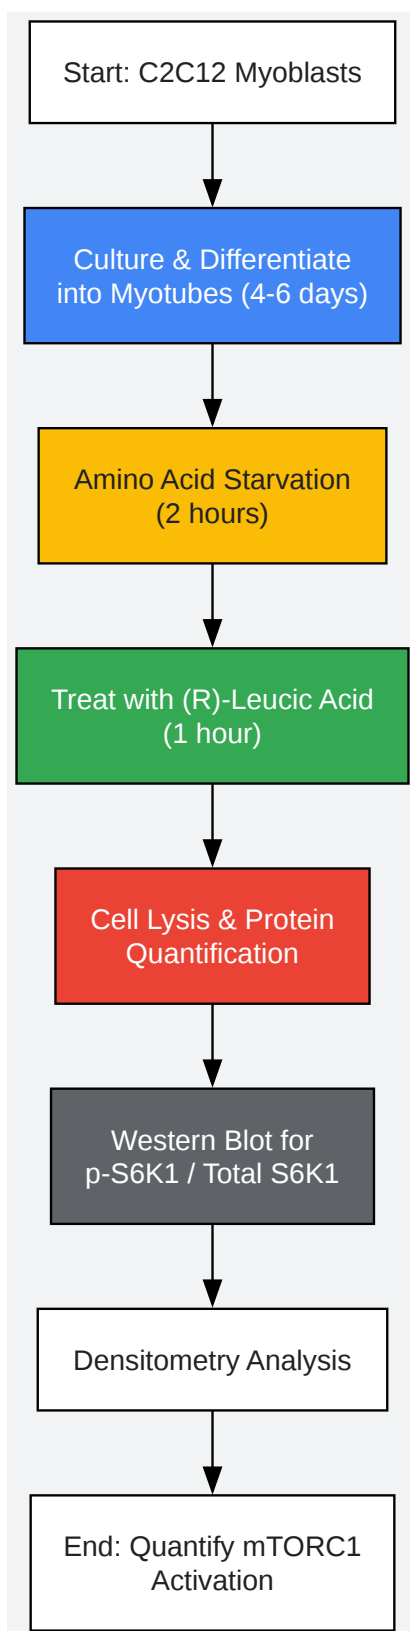 Start: C2C12 Myoblasts
Culture & Differentiate
into Myotubes (4-6 days)
Amino Acid Starvation
(2 hours)
Treat with (R)-Leucic Acid
(1 hour)
Cell Lysis & Protein
Quantification
Western Blot for
p-S6K1 / Total S6K1
Densitometry Analysis
End: Quantify mTORC1
Activation